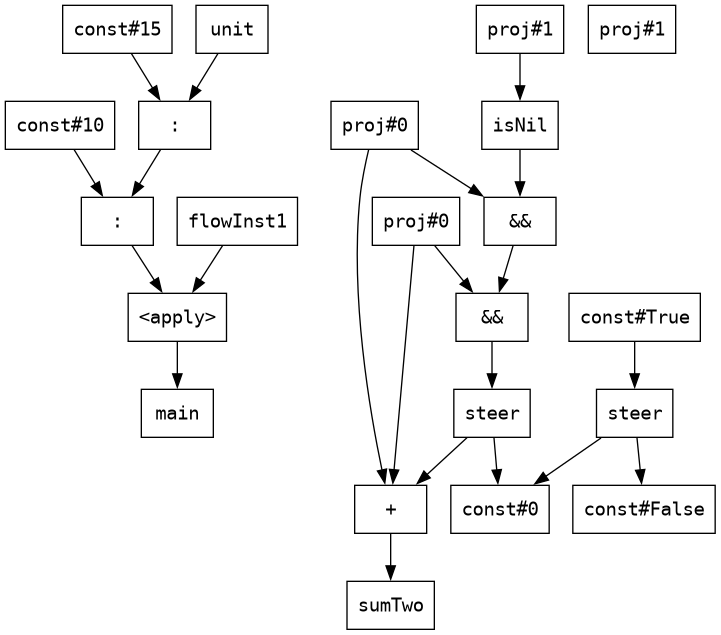 const#15
unit
proj#1
proj#1
const#10
:
proj#0
isNil
:
flowInst1
proj#0
&&
<apply>
&&
const#True
main
steer
steer
+
const#0
const#False
sumTwo